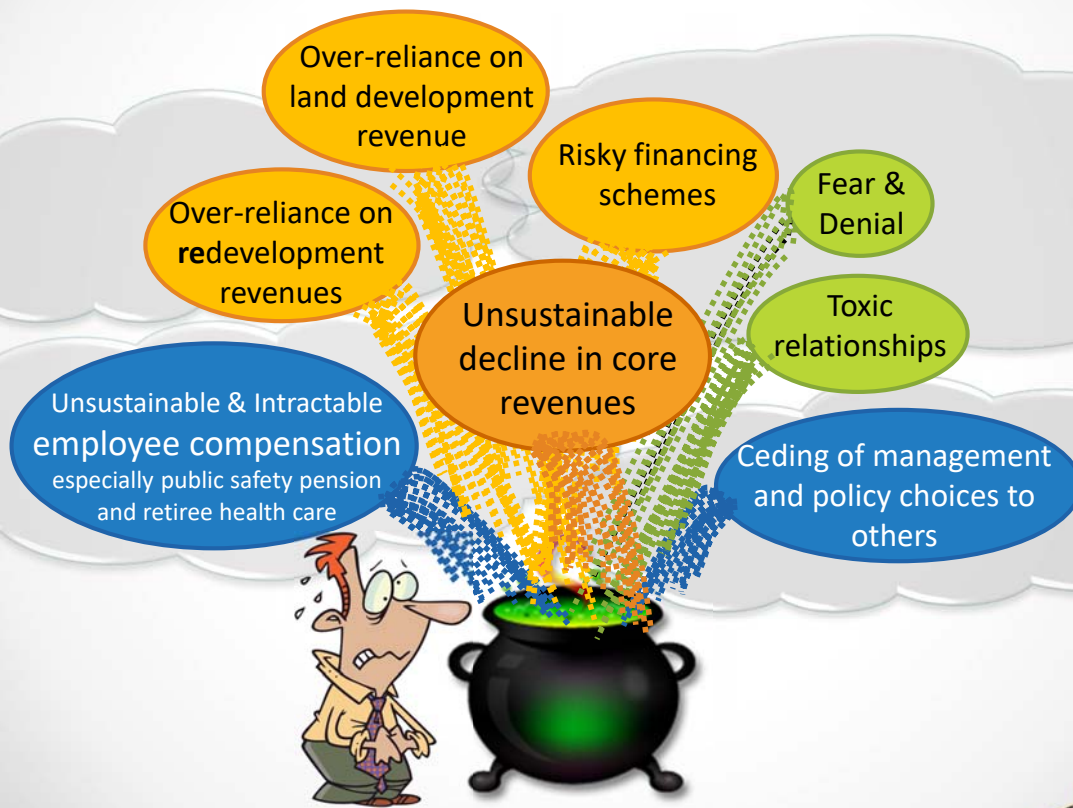 Over-reliance on
land development
revenue
Risky financing
schemes
Fear &
Denial
Over-reliance on
redevelopment
revenues
Unsustainable
decline in core
revenues
Toxic
relationships
Unsustainable & Intractable
employee compensation
especially public safety pension
and retiree health care
Ceding of management
and policy choices to
others